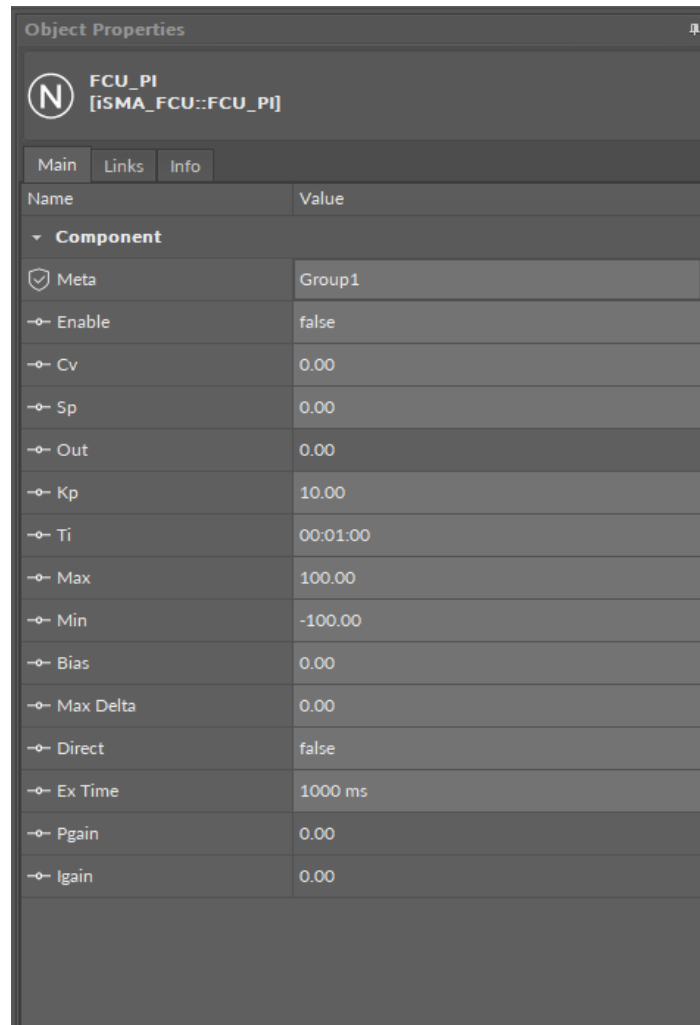 Object Properties
N
FCU_PI
[iSMA_FCU::FCU_PI]
Main Links Info
Name Value
Component
Meta Group1
Enable false
Cv 0.00
Sp 0.00
Out 0.00
Kp 10.00
Ti 00:01:00
Max 100.00
Min -100.00
Bias 0.00
Max Delta 0.00
Direct false
Ex Time 1000 ms
Pgain 0.00
Igain 0.00